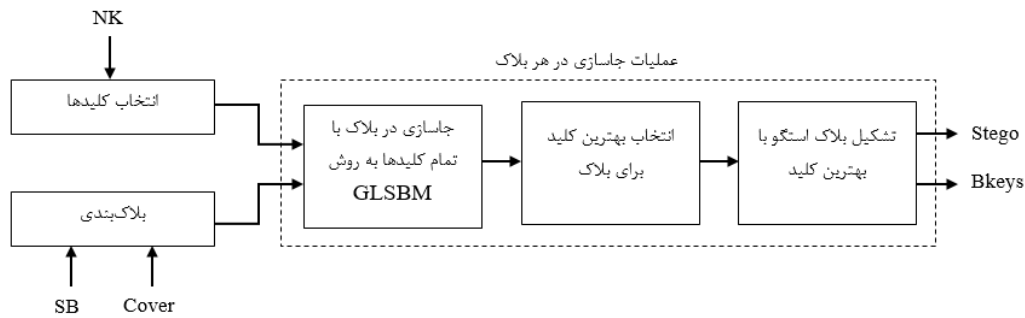 NK
عملیات جاسازی در هر بلاک
انتخاب کلیدها
جاسازی در بلاک با
تمام کلیدها به روش
GLSBM
انتخاب بهترین کلید
برای بلاک
تشکیل بلاک استگو با
بهترین کلید
Stego
Bkeys
بلاک‌بندی
SB
Cover